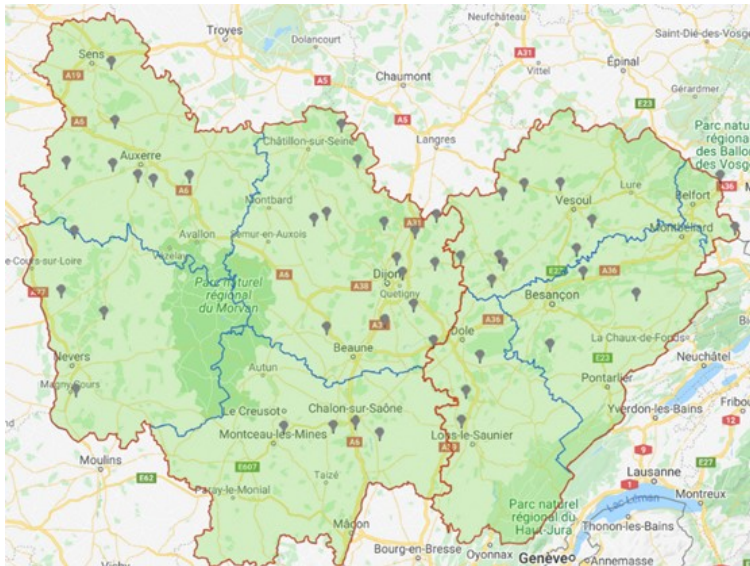 Neufchâteau
Troyes
Dolancourt
A31
Saint-Dié-des-Vosges
Sens
Vittel
Épinal
A19
A5
Chaumont
Gérardmer
A6
A5
E23
Châtillon-sur-Seine
Langres
Parc naturel
régional
des Ballons
des Vosges
Auxerre
A6
Lure
A36
Montbard
Vesoul
Belfort
A31
Avallon
Semur-en-Auxois
Montbéliard
Vézelay
Cours-sur-Loire
A6
Dijon
E23
A36
Parc naturel
régional
du Morvan
A38
Quetigny
Besançon
A77
A36
Dole
La Chaux-de-Fonds
Nevers
Beaune
E23
Neuchâtel
Magny-Cours
Autun
Pontarlier
Le Creusot
Chalon-sur-Saône
Yverdon-les-Bains
Fribou
12
Montceau-les-Mines
A6
Lons-le-Saunier
9
Moulins
E62
E607
Taizé
Lausanne
E27
1
Paray-le-Monial
Parc naturel
régional du
Haut-Jura
Lac Léman
Montreux
Mâcon
Thonon-les-Bains
Vichy
Bourg-en-Bresse
Oyonnax
Genève
Annemasse